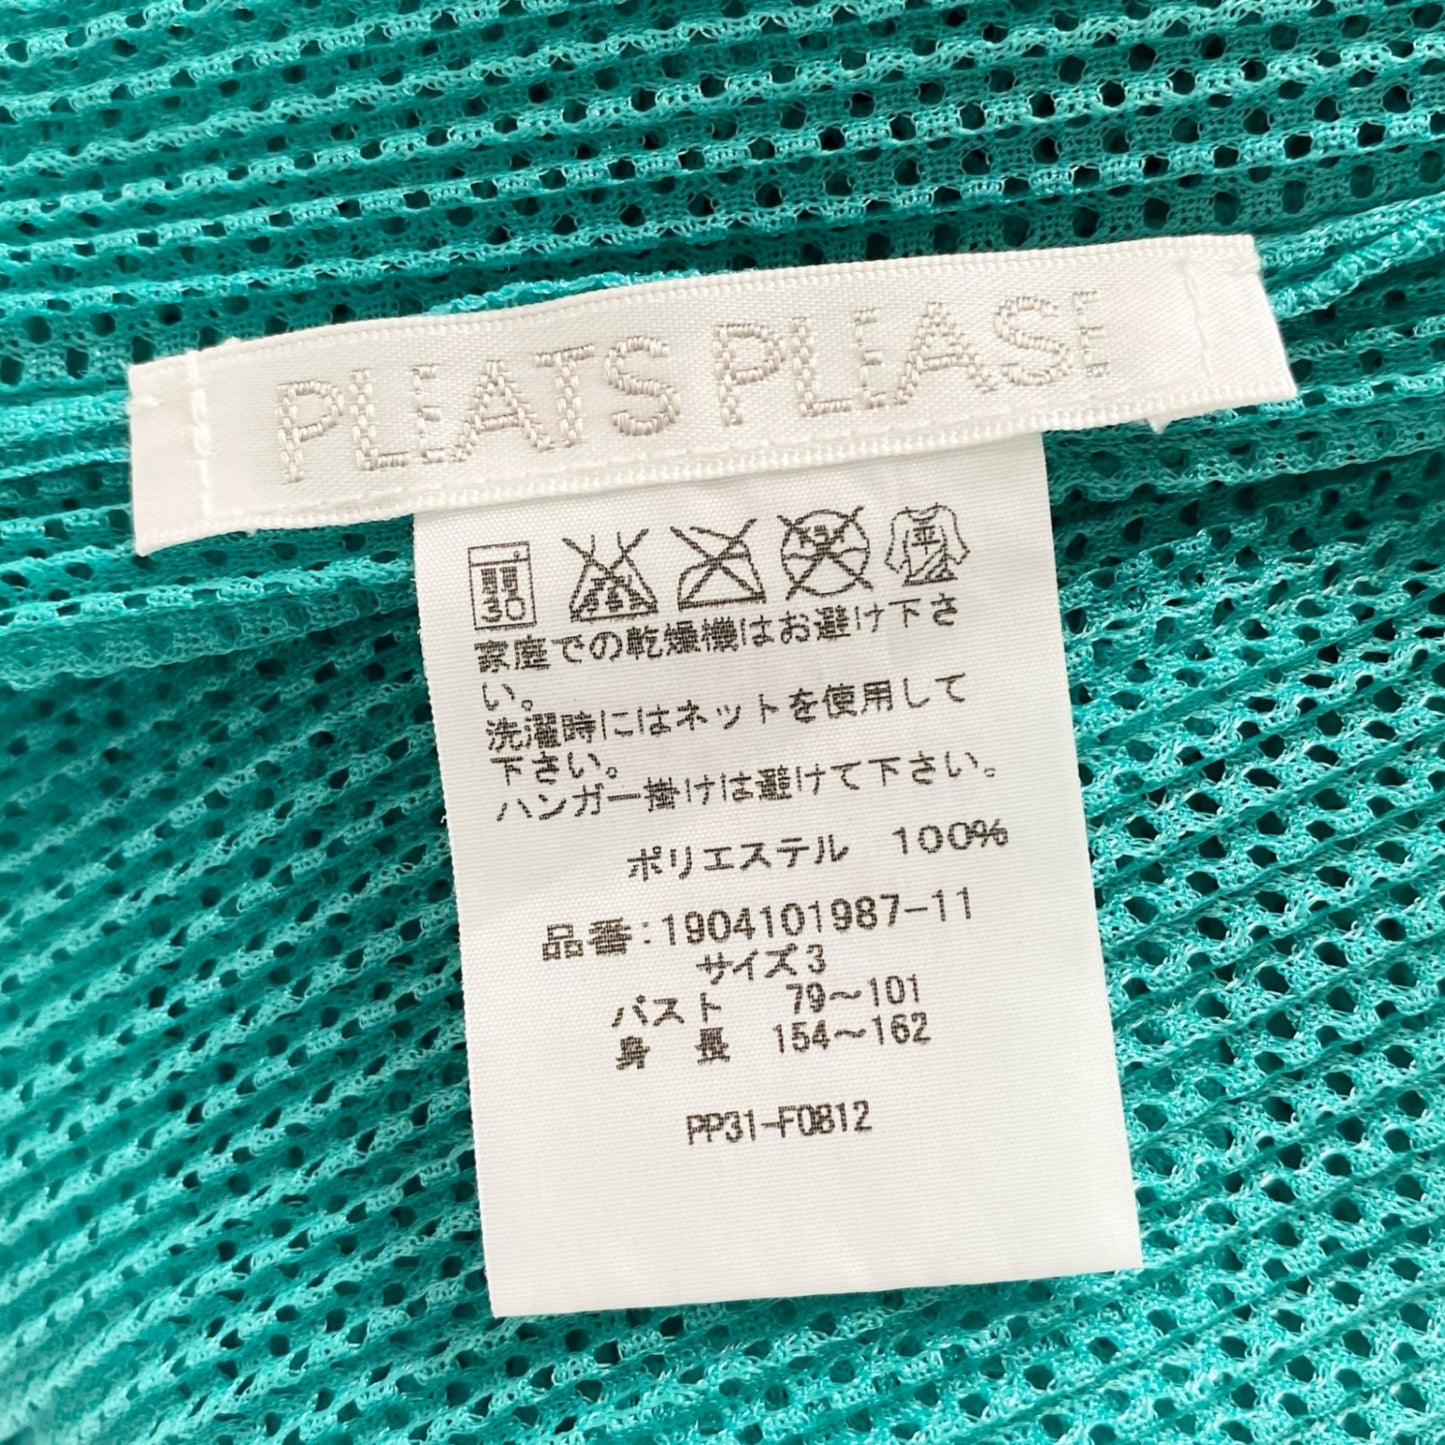 PLEATS PLEASE
30
家庭での乾燥機はお避け下さ
い。
洗濯時にはネットを使用して
下さい。
ハンガー掛けは避けて下さい。
ポリエステル 100%
品番:1904101987-11
サイズ3
バスト 79～101
身 長 154～162
PP31-F0812